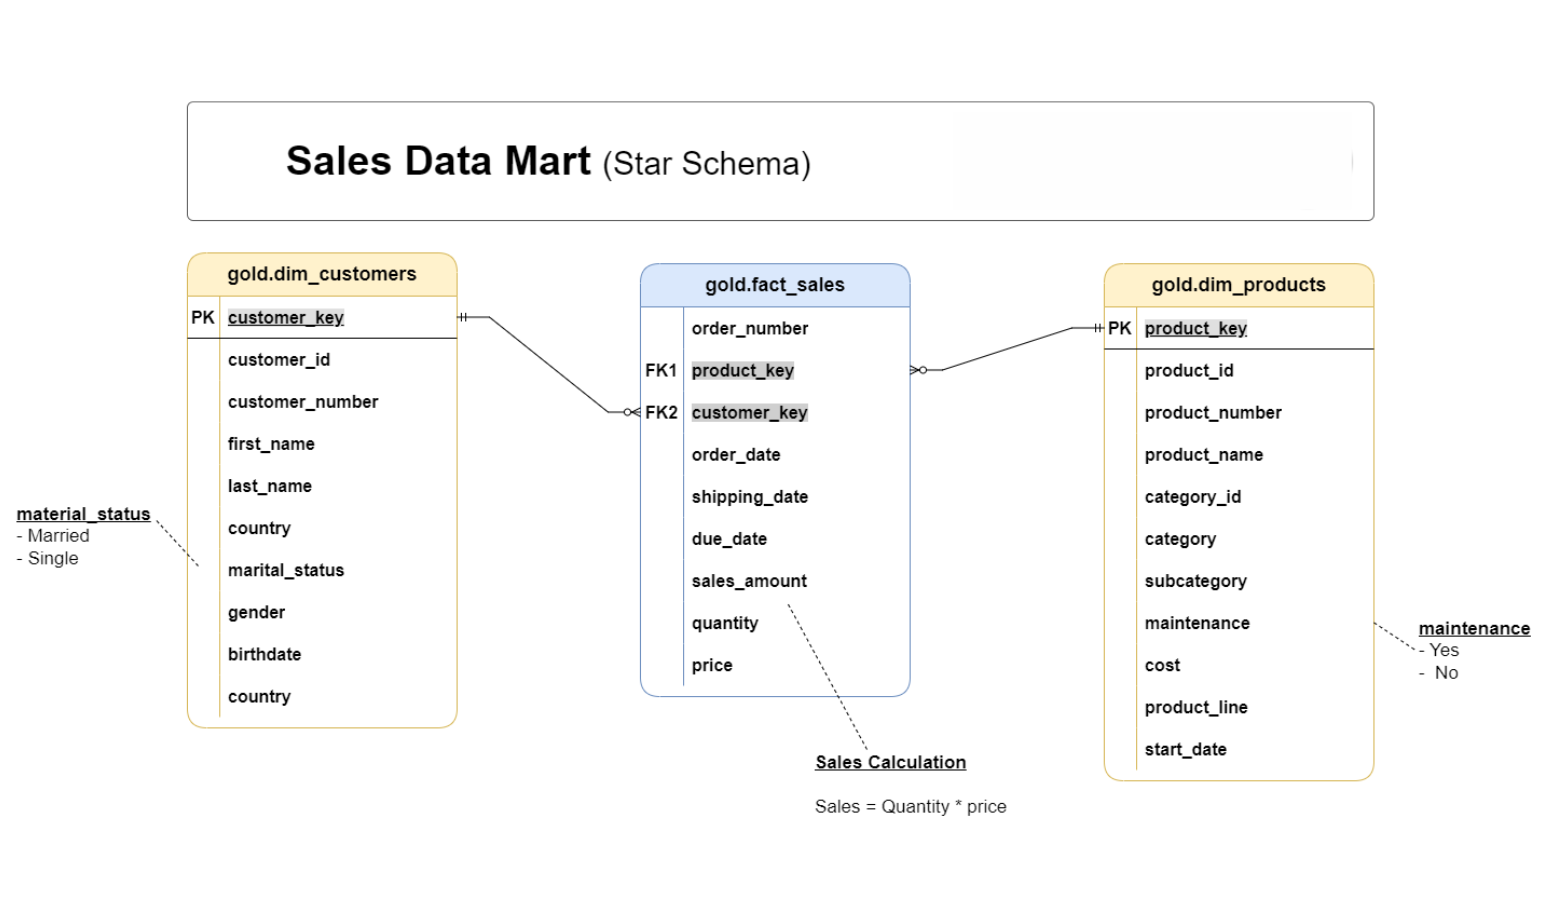 Sales Data Mart (Star Schema)
gold.dim_customers
PK customer_key
customer_id
customer_number
first_name
last_name
country
marital_status
gender
birthdate
country
material_status
- Married
- Single
gold.fact_sales
order_number
FK1 product_key
FK2 customer_key
order_date
shipping_date
due_date
sales_amount
quantity
price
Sales Calculation
Sales = Quantity * price
gold.dim_products
PK product_key
product_id
product_number
product_name
category_id
category
subcategory
maintenance
cost
product_line
start_date
maintenance
- Yes
- No